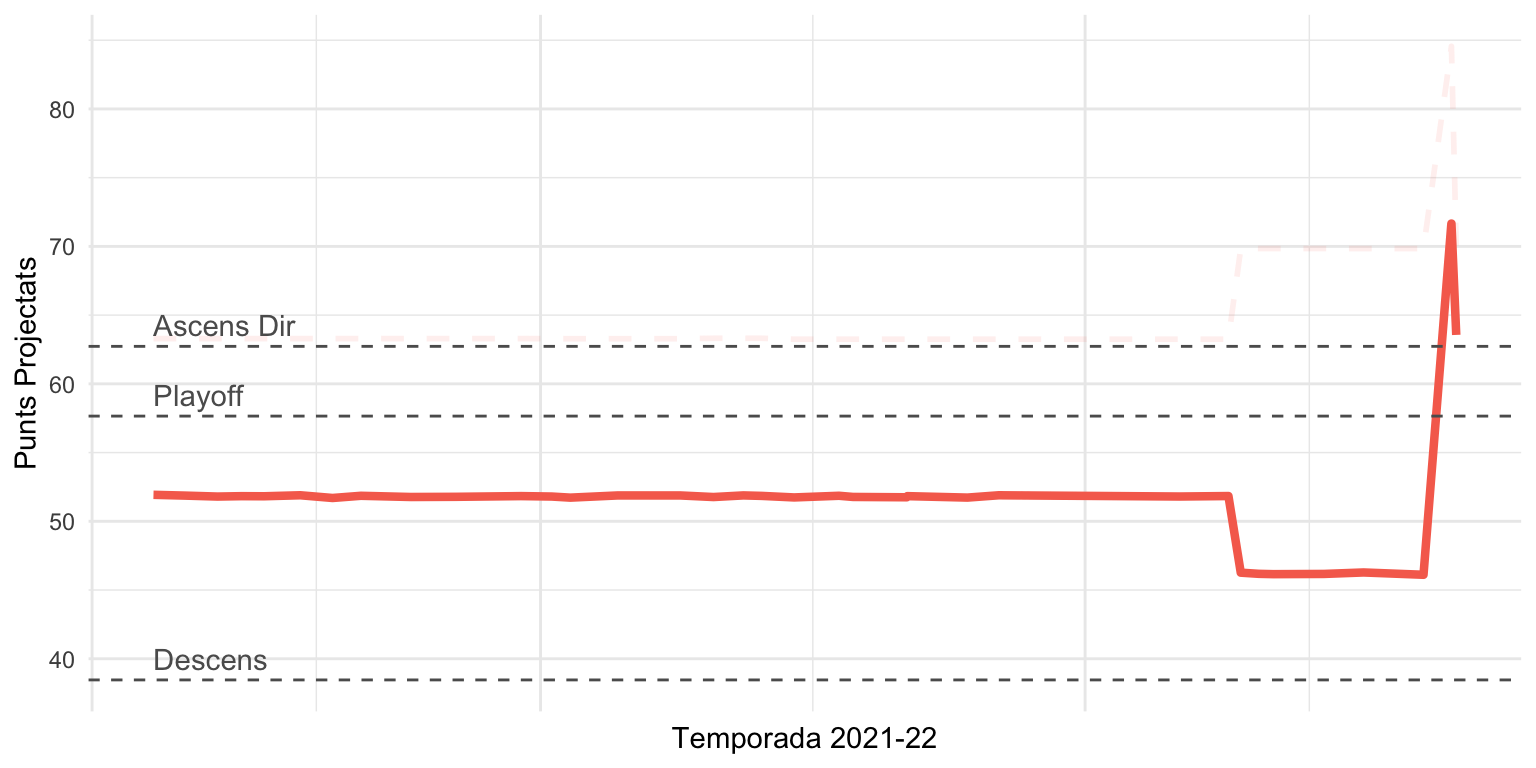 80
70
60
50
40
Punts Projectats
Ascens Dir
Playoff
Descens
Temporada 2021-22